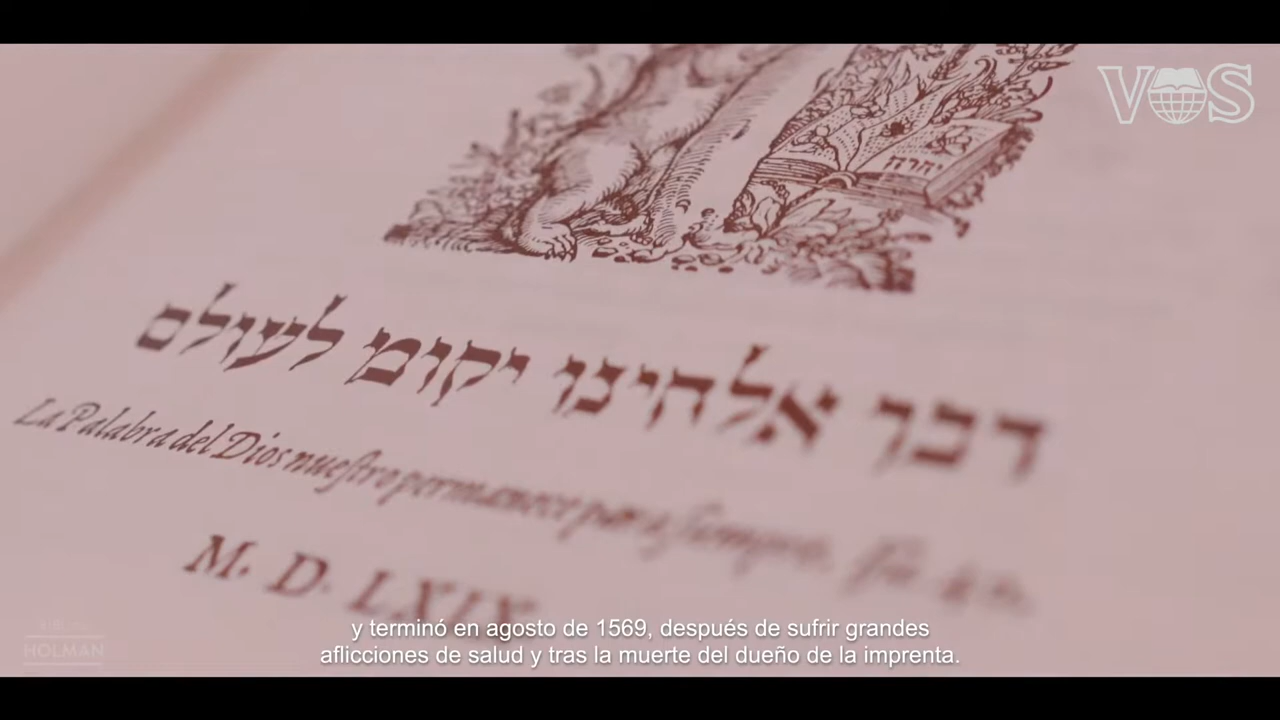 VOS
יהוה
דבר אלהינו יקומ לעולם
La Palabra del Dios nueſtro permanece para ſiempre.
M. D. LXIX
y terminó en agosto de 1569, después de sufrir grandes
aflicciones de salud y tras la muerte del dueño de la imprenta.
HOLMAN